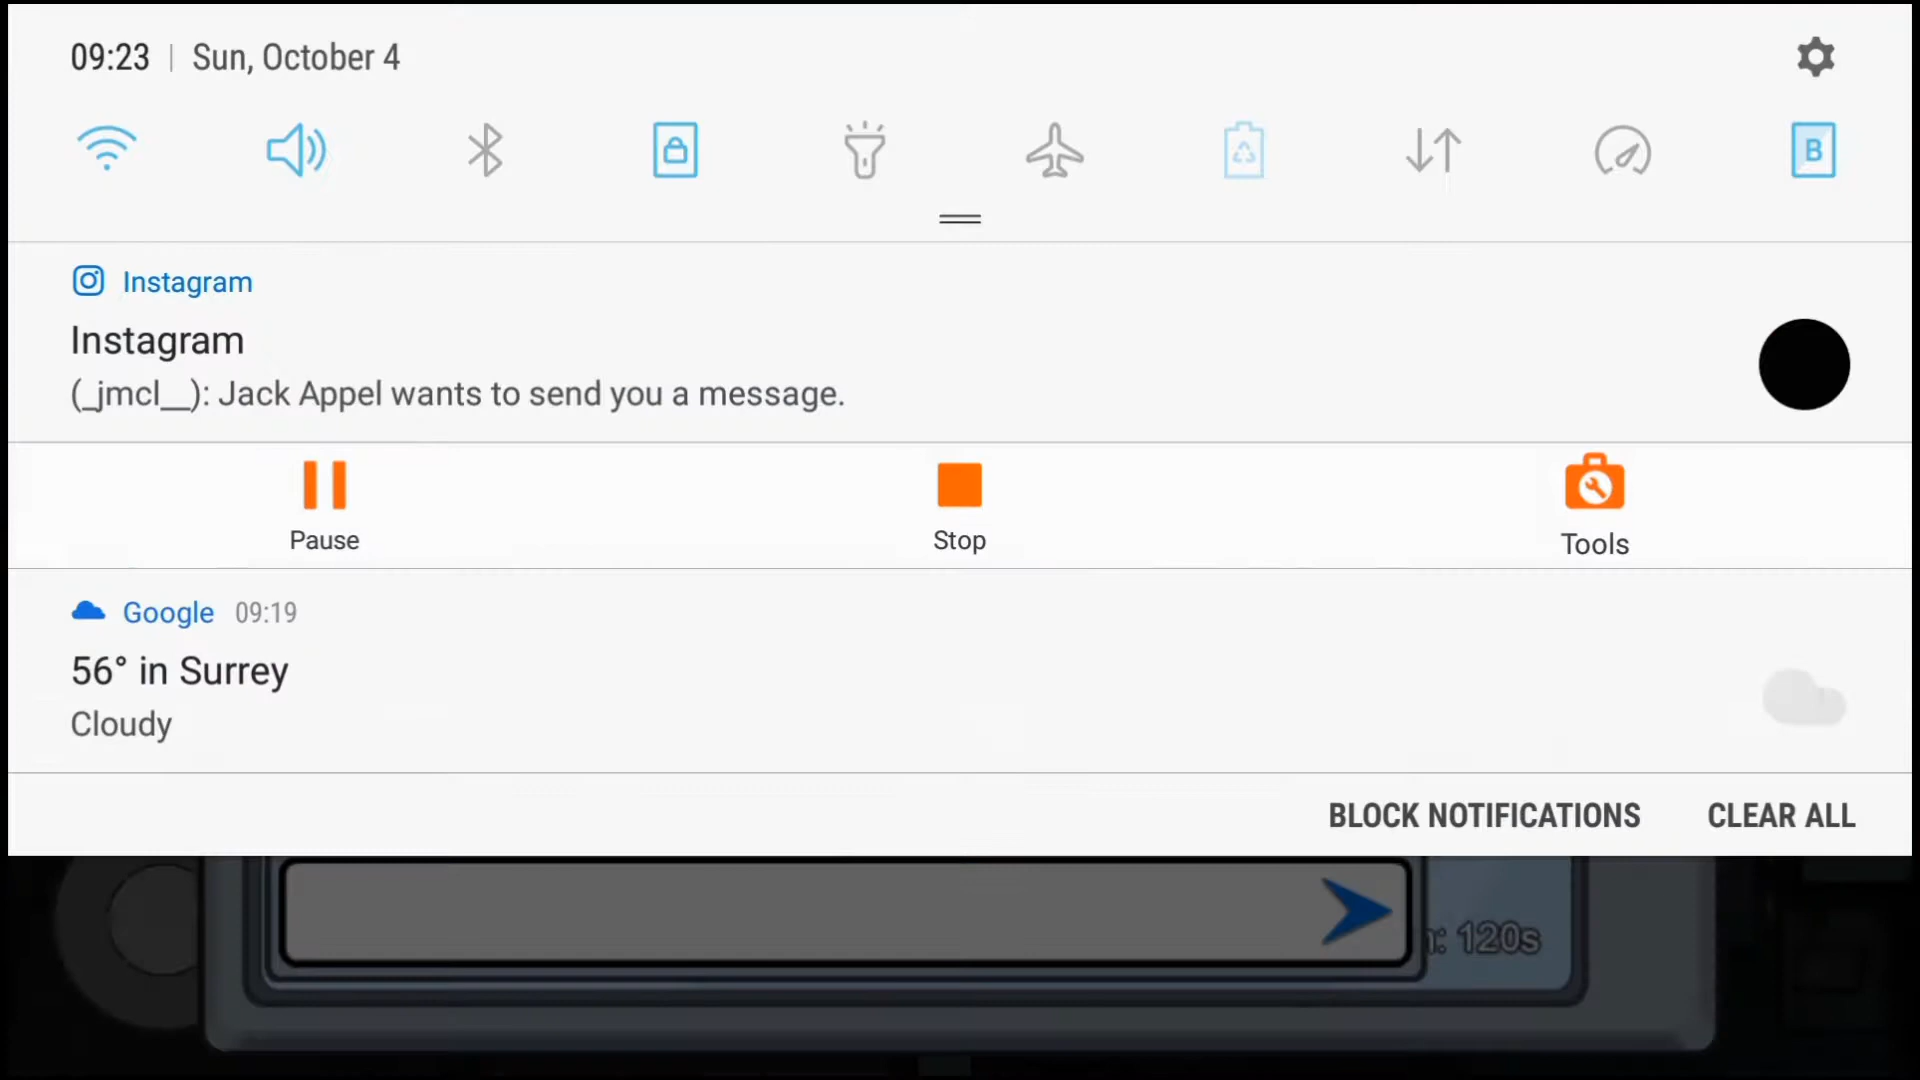 09:23 | Sun, October 4
B
Instagram
Instagram
(_jmcl__): Jack Appel wants to send you a message.
Pause
Stop
Tools
Google 09:19
56° in Surrey
Cloudy
BLOCK NOTIFICATIONS
CLEAR ALL
: 120s